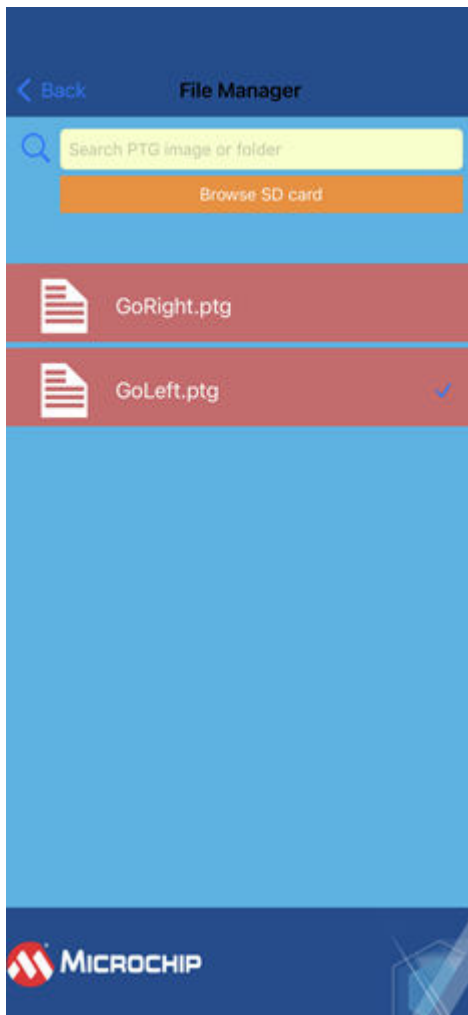 Back
File Manager
Search PTG image or folder
Browse SD card
GoRight.ptg
GoLeft.ptg
MICROCHIP